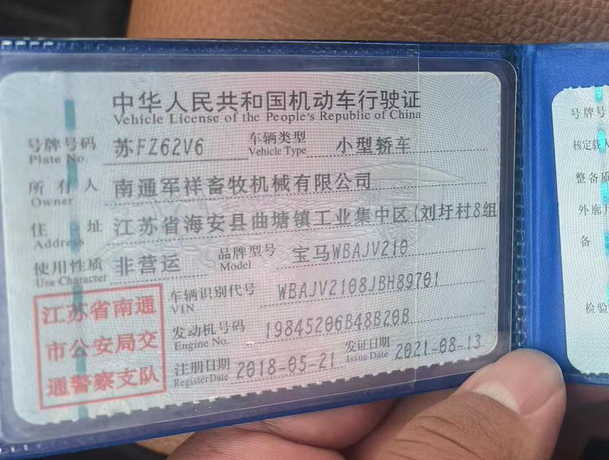 中华人民共和国机动车行驶证
Vehicle License of the People's Republic of China
号牌号码 苏FZ62V6 车辆类型 小型轿车
Plate No. Vehicle Type
所有人 南通军祥畜牧机械有限公司
Owner
住址 江苏省海安县曲塘镇工业集中区(刘圩村8组
Address
使用性质 非营运 品牌型号 宝马WBAJV210
Use Character Model
江苏省南通
市公安局交
通警察支队
车辆识别代号 WBAJV2108JBH89701
VIN
发动机号码 19845206B48B20B
Engine No.
注册日期 2018-05-21 发证日期 2021-08-13
Register Date Issue Date
号牌号
核定载人
整备质
外廓
备
检验